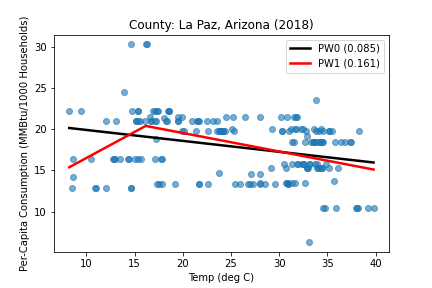 County: La Paz, Arizona (2018)
PW0 (0.085)
PW1 (0.161)
Per-Capita Consumption (MMBtu/1000 Households)
30
25
20
15
10
10 15 20 25 30 35 40
Temp (deg C)